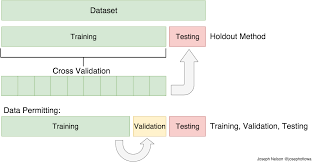 Dataset
Training Testing Holdout Method
Cross Validation
Data Permitting:
Training Validation Testing Training, Validation, Testing
Joseph Nelson @josephofiowa